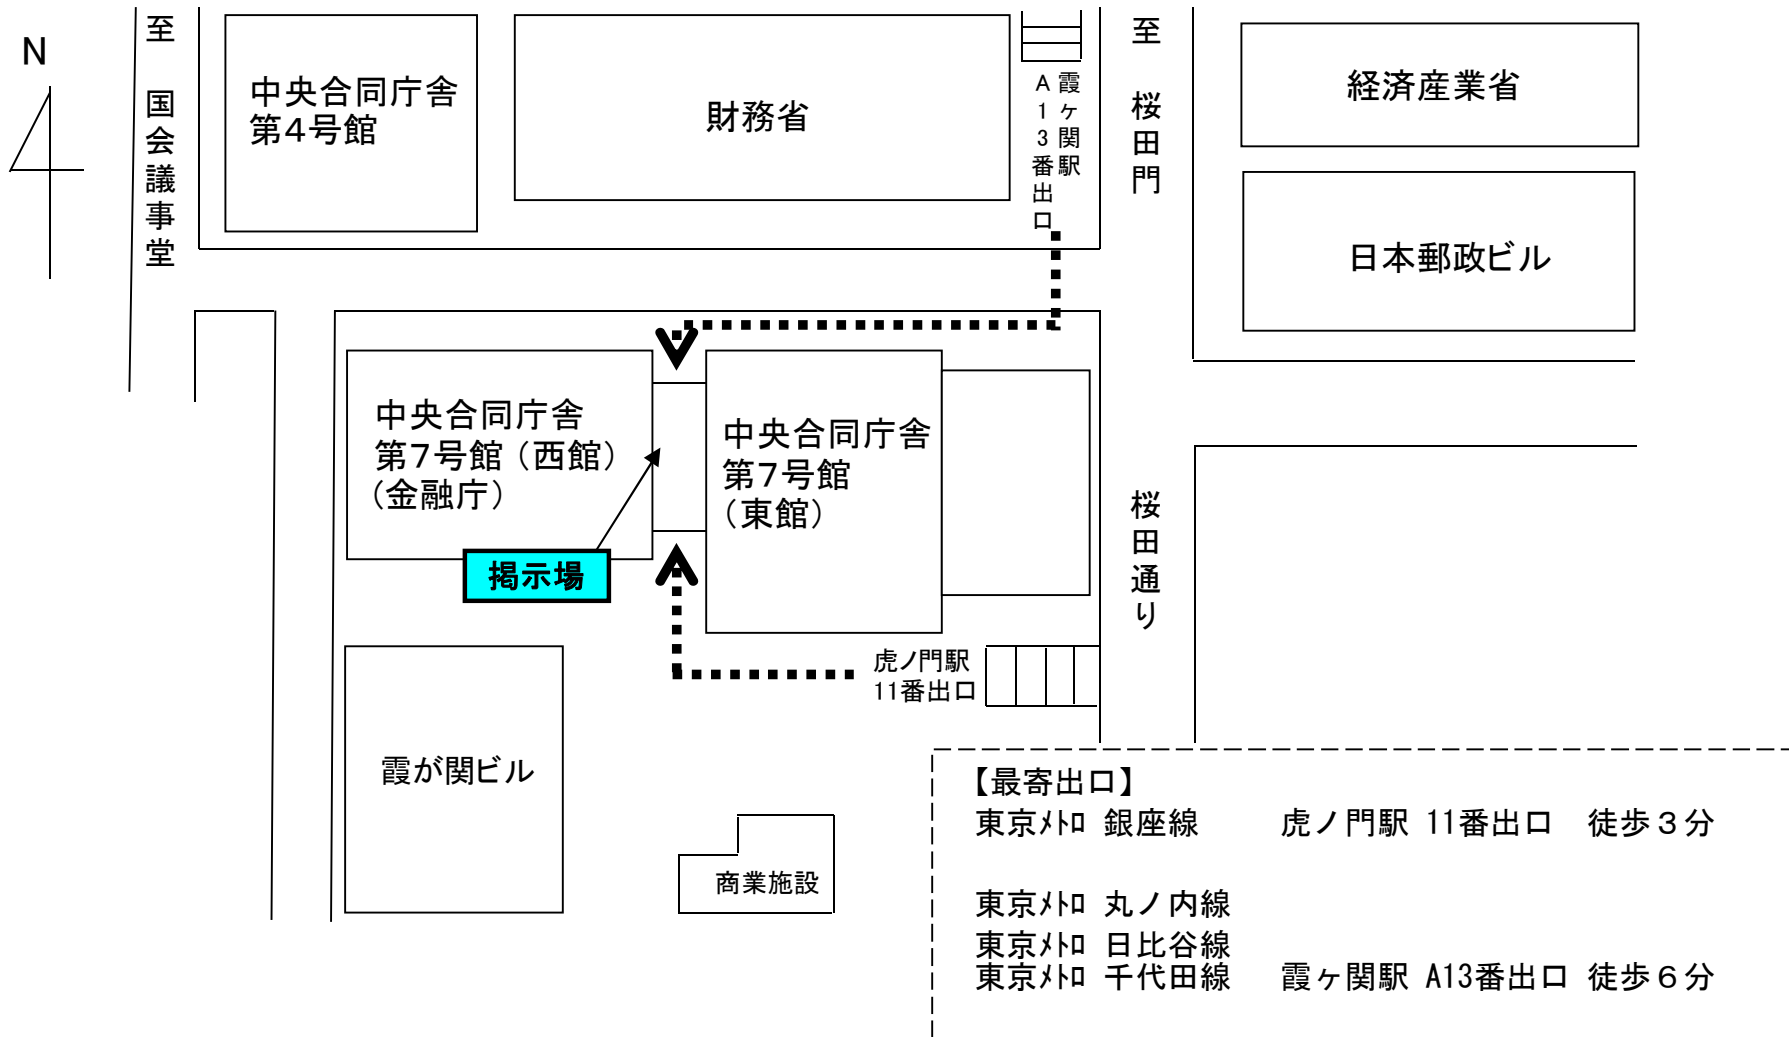 N
至　国会議事堂
中央合同庁舎
第4号館
財務省
霞ヶ関駅
A13番出口
至　桜田門
経済産業省
日本郵政ビル
中央合同庁舎
第7号館（西館）
（金融庁）
中央合同庁舎
第7号館
（東館）
掲示場
桜田通り
虎ノ門駅
11番出口
霞が関ビル
商業施設
【最寄出口】
東京ﾒﾄﾛ 銀座線　　虎ノ門駅 11番出口　徒歩３分
東京ﾒﾄﾛ 丸ノ内線
東京ﾒﾄﾛ 日比谷線
東京ﾒﾄﾛ 千代田線　　霞ヶ関駅 A13番出口 徒歩６分